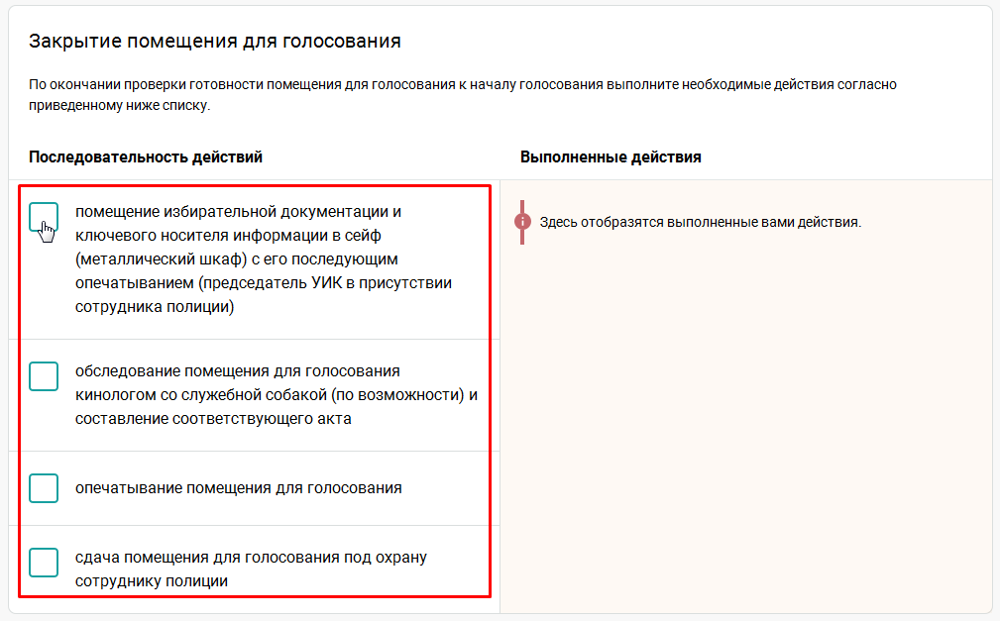 Закрытие помещения для голосования
По окончании проверки готовности помещения для голосования к началу голосования выполните необходимые действия согласно
приведенному ниже списку.
Последовательность действий
Выполненные действия
помещение избирательной документации и
ключевого носителя информации в сейф
(металлический шкаф) с его последующим
опечатыванием (председатель УИК в присутствии
сотрудника полиции)
обследование помещения для голосования
кинологом со служебной собакой (по возможности) и
составление соответствующего акта
опечатывание помещения для голосования
сдача помещения для голосования под охрану
сотруднику полиции
Здесь отобразятся выполненные вами действия.